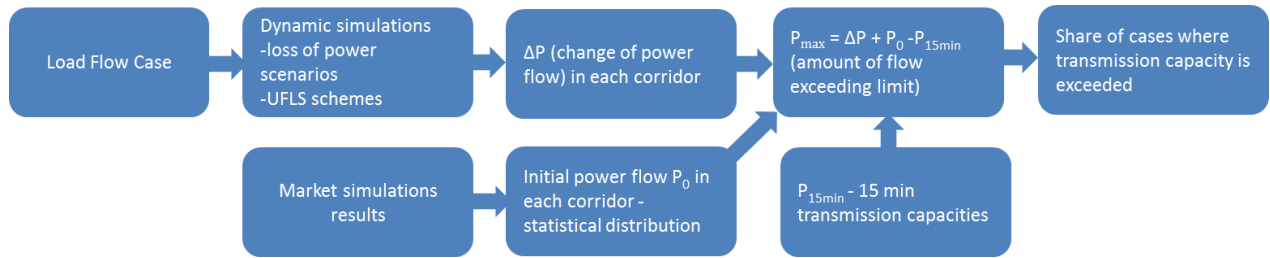 Load Flow Case
Dynamic simulations
-loss of power
scenarios
-UFLS schemes
ΔP (change of power
flow) in each corridor
Pmax = ΔP + P0 -P15min
(amount of flow
exceeding limit)
Share of cases where
transmission capacity is
exceeded
Market simulations
results
Initial power flow P0 in
each corridor -
statistical distribution
P15min - 15 min
transmission capacities